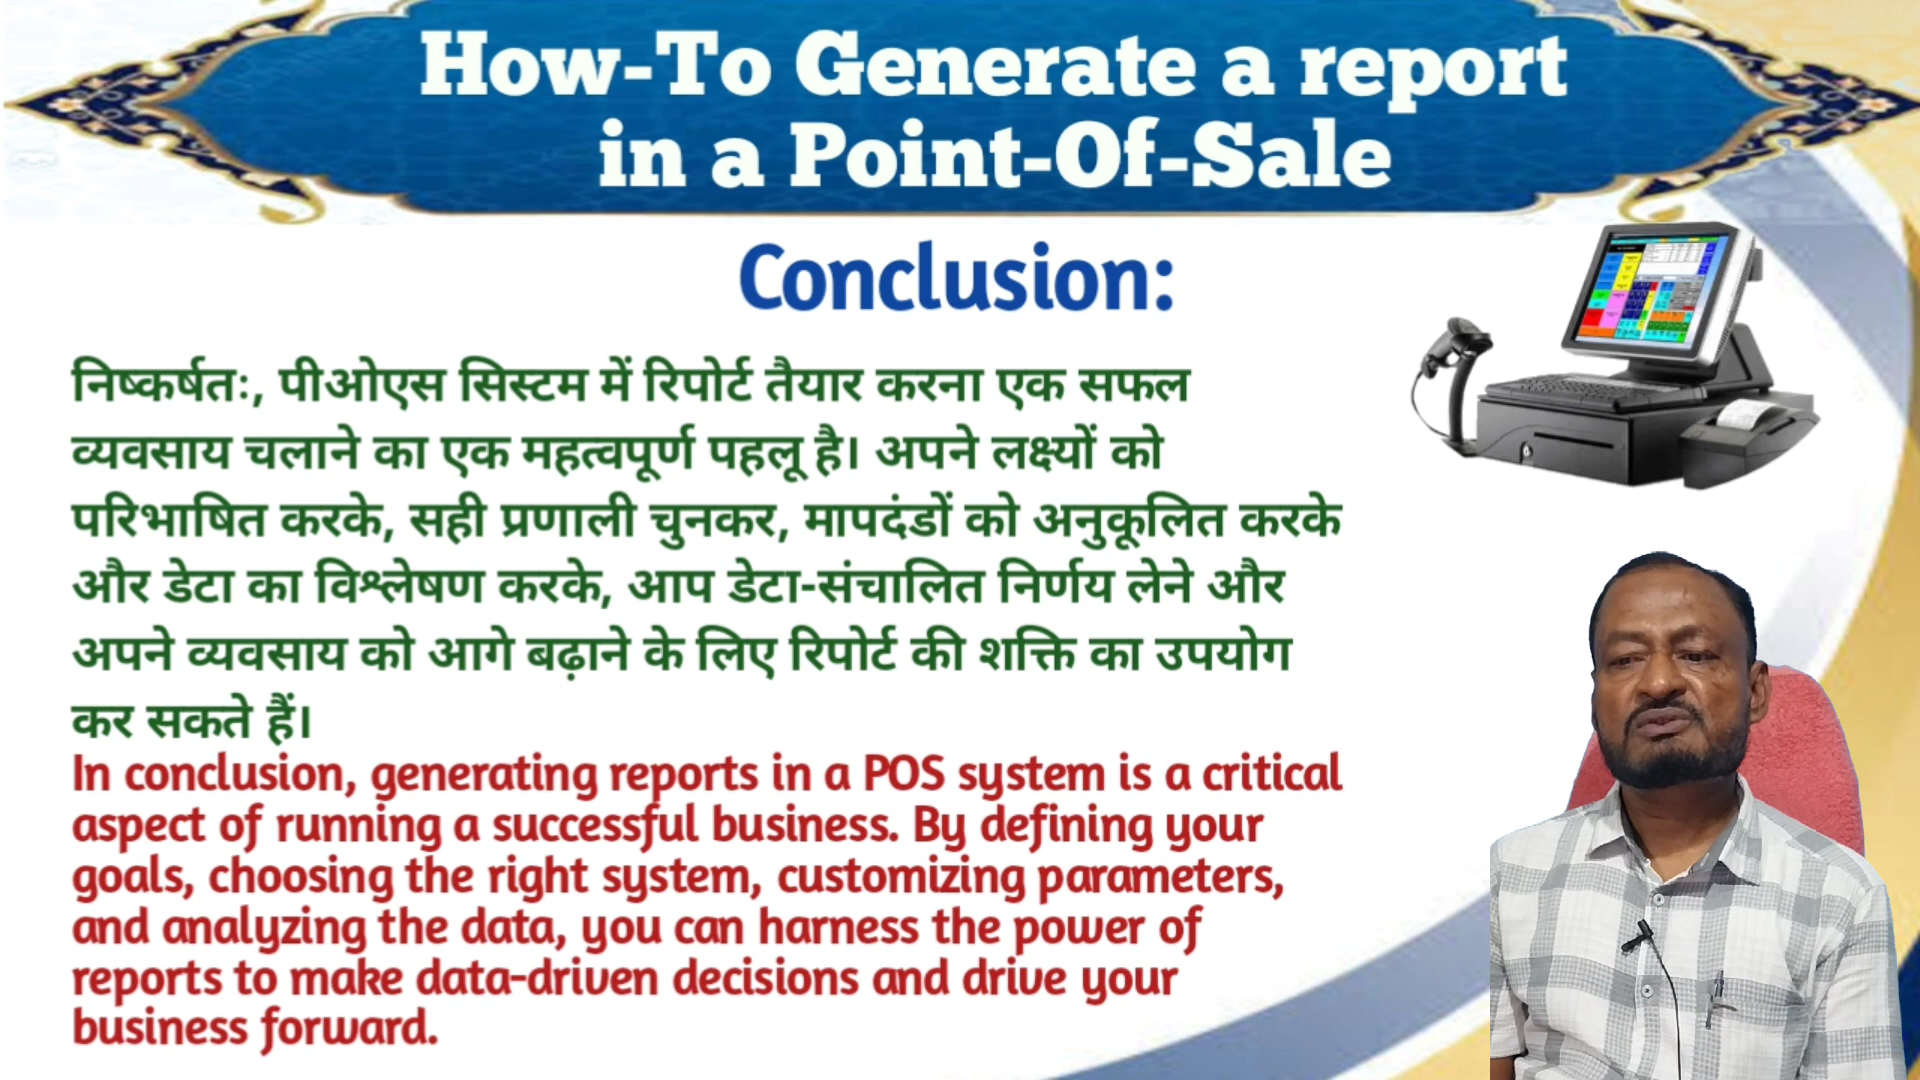 How-To Generate a report
in a Point-Of-Sale
Conclusion:
निष्कर्षतः, पीओएस सिस्टम में रिपोर्ट तैयार करना एक सफल
व्यवसाय चलाने का एक महत्वपूर्ण पहलू है। अपने लक्ष्यों को
परिभाषित करके, सही प्रणाली चुनकर, मापदंडों को अनुकूलित करके
और डेटा का विश्लेषण करके, आप डेटा-संचालित निर्णय लेने और
अपने व्यवसाय को आगे बढ़ाने के लिए रिपोर्ट की शक्ति का उपयोग
कर सकते हैं।
In conclusion, generating reports in a POS system is a critical
aspect of running a successful business. By defining your
goals, choosing the right system, customizing parameters,
and analyzing the data, you can harness the power of
reports to make data-driven decisions and drive your
business forward.